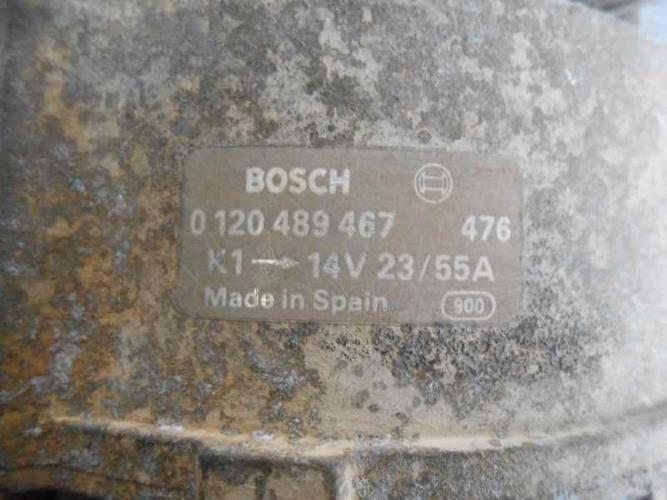 BOSCH
0 120 489 467 476
K1 → 14V 23/55A
Made in Spain 900